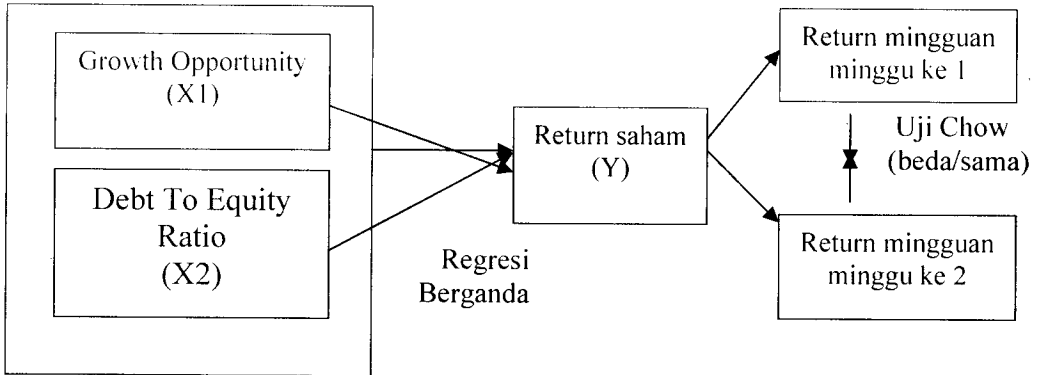 Growth Opportunity
(X1)
Debt To Equity
Ratio
(X2)
Regresi
Berganda
Return saham
(Y)
Return mingguan
minggu ke 1
Uji Chow
(beda/sama)
Return mingguan
minggu ke 2